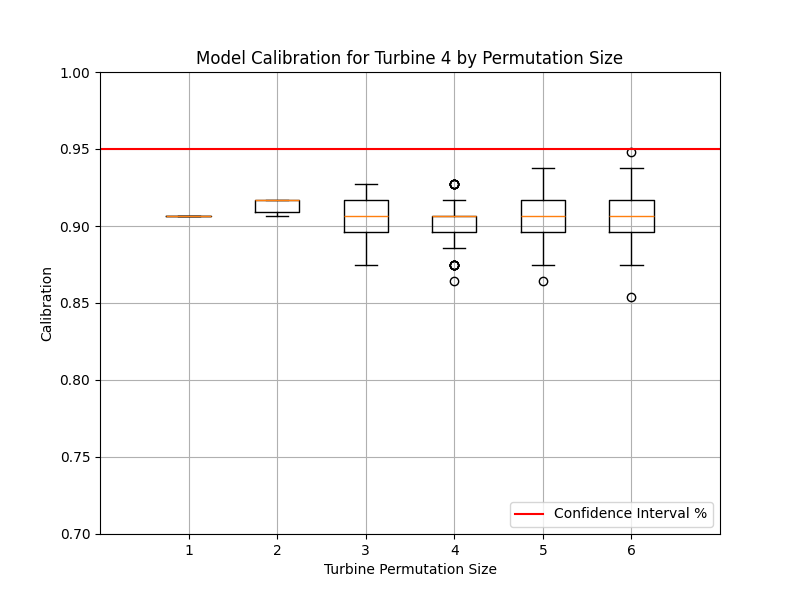 Model Calibration for Turbine 4 by Permutation Size
1.00
0.95
0.90
0.85
0.80
0.75
0.70
Calibration
Confidence Interval %
1 2 3 4 5 6
Turbine Permutation Size